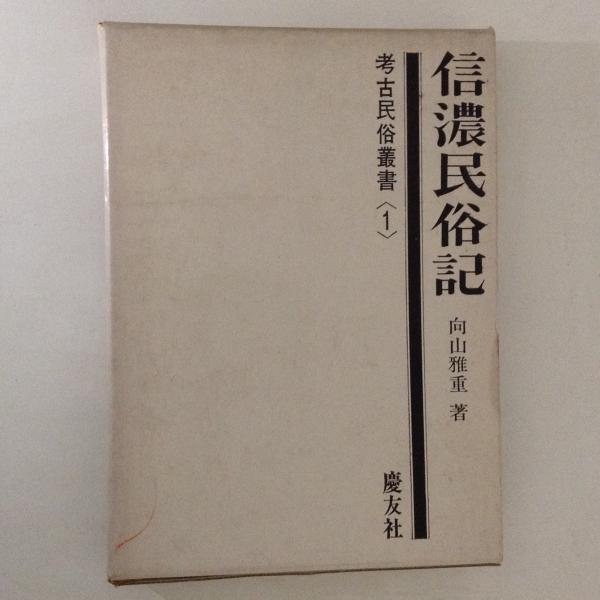 信濃民俗記
向山雅重 著
考古民俗叢書〈1〉
慶友社